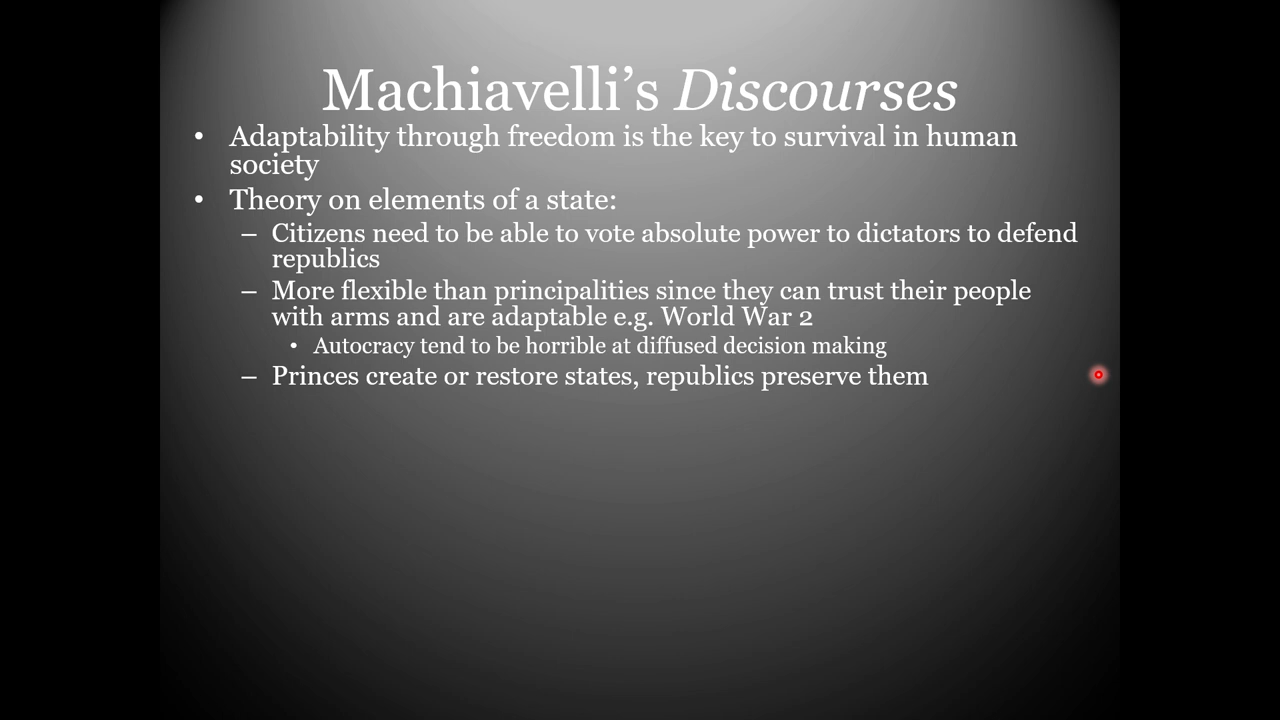 Machiavelli’s Discourses
• Adaptability through freedom is the key to survival in human
society
• Theory on elements of a state:
– Citizens need to be able to vote absolute power to dictators to defend
republics
– More flexible than principalities since they can trust their people
with arms and are adaptable e.g. World War 2
• Autocracy tend to be horrible at diffused decision making
– Princes create or restore states, republics preserve them